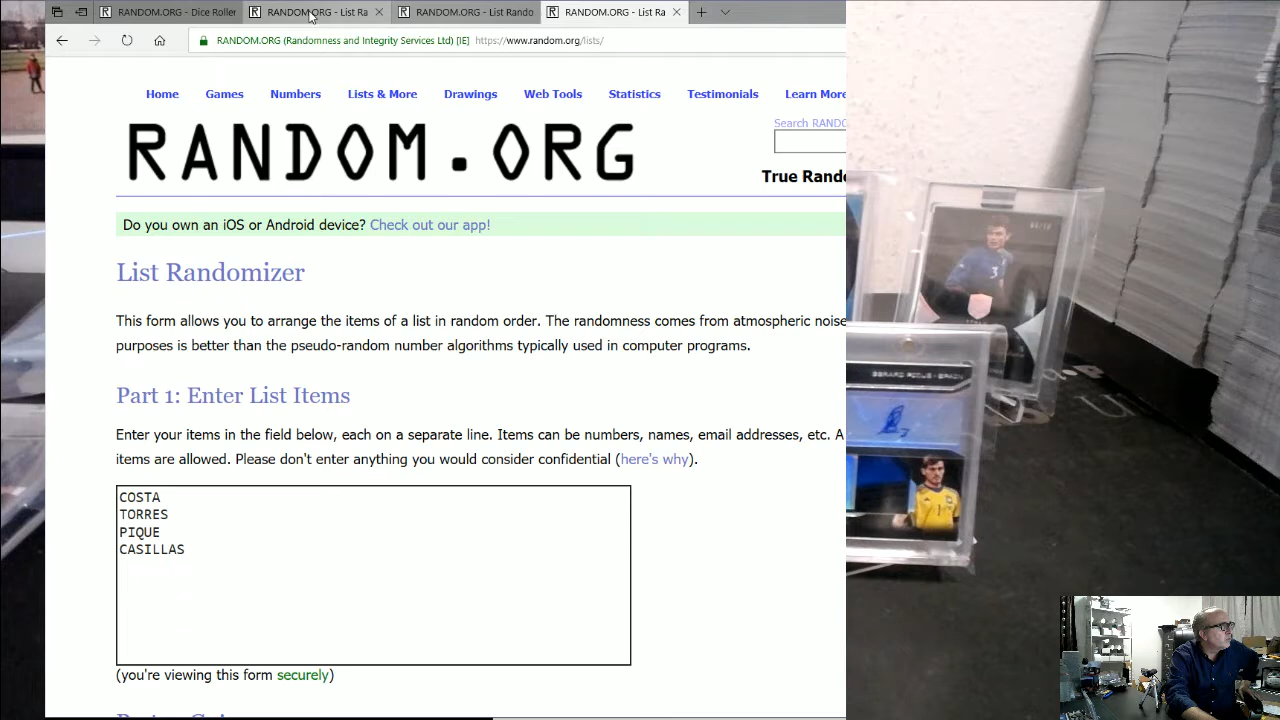 RANDOM.ORG - Dice Roller
RANDOM.ORG - List Ra
RANDOM.ORG - List Rando
RANDOM.ORG - List Ra
RANDOM.ORG (Randomness and Integrity Services Ltd) [IE]
https://www.random.org/lists/
Home Games Numbers Lists & More Drawings Web Tools Statistics Testimonials Learn More
RANDOM.ORG
Search RANDO
True Rando
Do you own an iOS or Android device? Check out our app!
List Randomizer
This form allows you to arrange the items of a list in random order. The randomness comes from atmospheric noise
purposes is better than the pseudo-random number algorithms typically used in computer programs.
Part 1: Enter List Items
Enter your items in the field below, each on a separate line. Items can be numbers, names, email addresses, etc. A
items are allowed. Please don't enter anything you would consider confidential (here's why).
COSTA
TORRES
PIQUE
CASILLAS
(you're viewing this form securely)
3